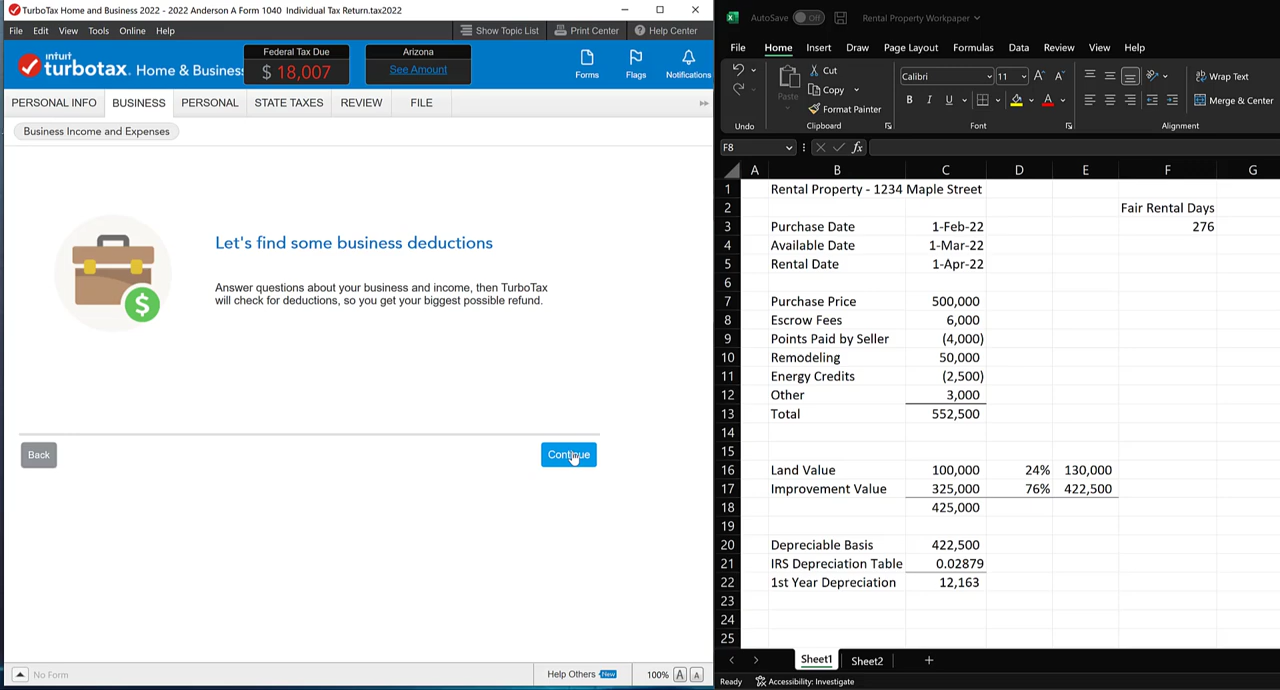 TurboTax Home and Business 2022 - 2022 Anderson A Form 1040 Individual Tax Return.tax2022
File Edit View Tools Online Help
Show Topic List Print Center Help Center
intuit
turbotax. Home & Busines
Federal Tax Due
$ 18,007
Arizona
See Amount
Forms Flags Notifications
PERSONAL INFO BUSINESS PERSONAL STATE TAXES REVIEW FILE
Business Income and Expenses
Let's find some business deductions
Answer questions about your business and income, then TurboTax
will check for deductions, so you get your biggest possible refund.
Back Continue
No Form Help Others New 100% A A
AutoSave Off Rental Property Workpaper
File Home Insert Draw Page Layout Formulas Data Review View Help
Undo
Paste Cut
Copy
Format Painter
Clipboard
Calibri 11 A A
B I U A
Font
Wrap Text
Merge & Center
Alignment
F8 fx
A B C D E F G
1 Rental Property - 1234 Maple Street
2 Fair Rental Days
3 Purchase Date 1-Feb-22 276
4 Available Date 1-Mar-22
5 Rental Date 1-Apr-22
6
7 Purchase Price 500,000
8 Escrow Fees 6,000
9 Points Paid by Seller (4,000)
10 Remodeling 50,000
11 Energy Credits (2,500)
12 Other 3,000
13 Total 552,500
14
15
16 Land Value 100,000 24% 130,000
17 Improvement Value 325,000 76% 422,500
18 425,000
19
20 Depreciable Basis 422,500
21 IRS Depreciation Table 0.02879
22 1st Year Depreciation 12,163
23
24
25
Sheet1 Sheet2 +
Ready Accessibility: Investigate